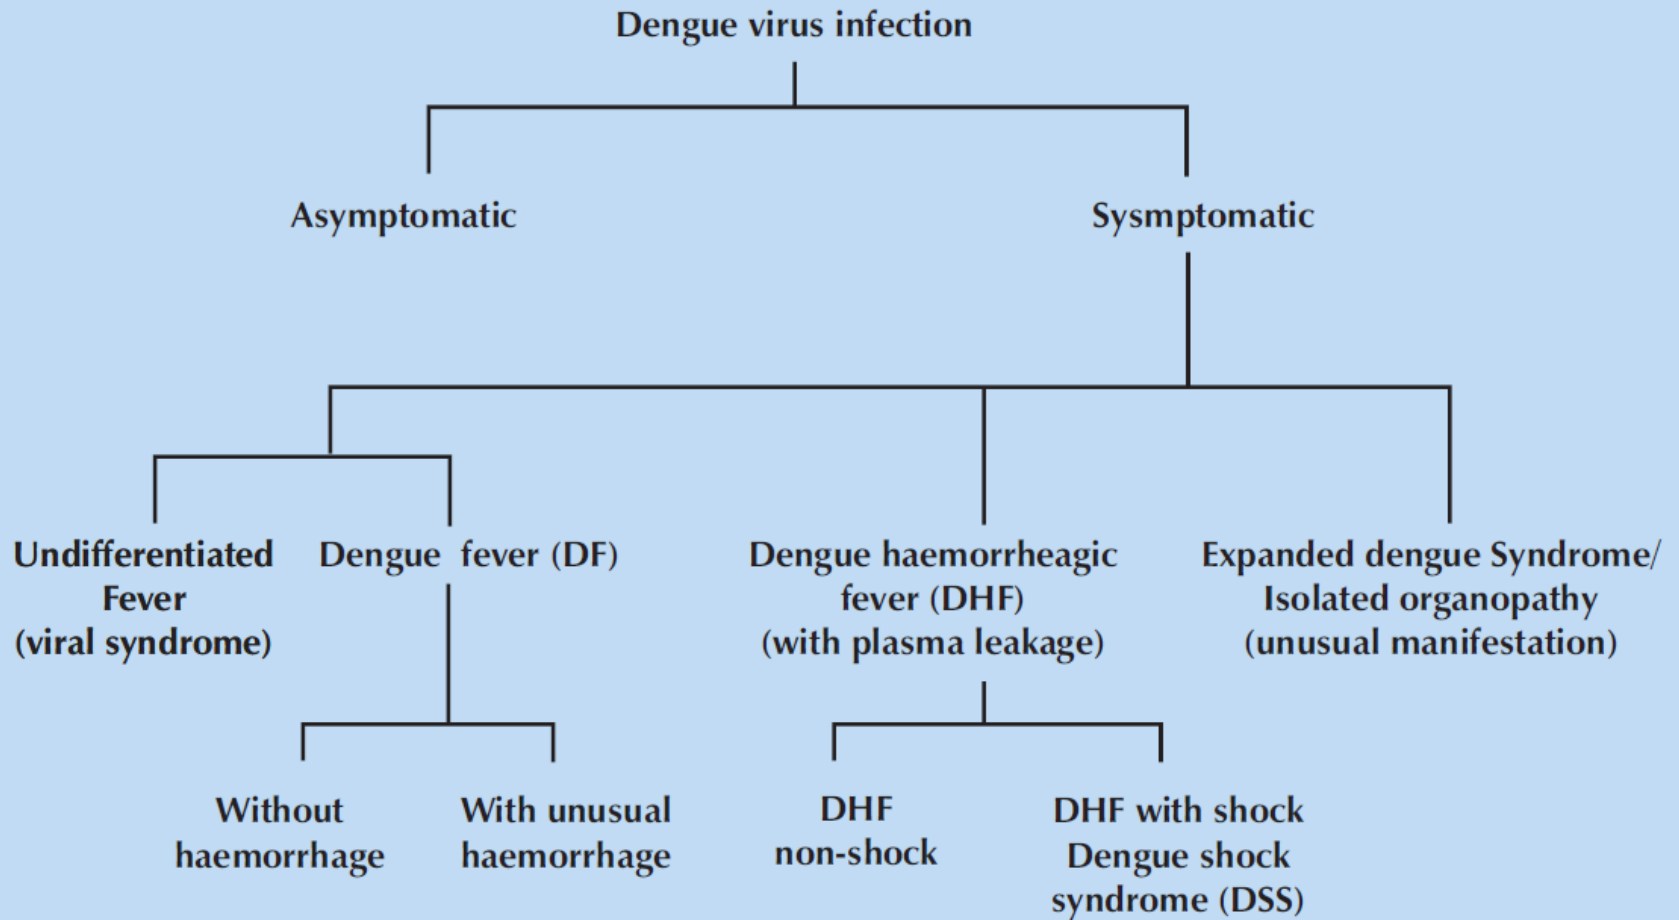 Dengue virus infection
Asymptomatic
Sysmptomatic
Undifferentiated
Fever
(viral syndrome)
Dengue fever (DF)
Dengue haemorrheagic
fever (DHF)
(with plasma leakage)
Expanded dengue Syndrome/
Isolated organopathy
(unusual manifestation)
Without
haemorrhage
With unusual
haemorrhage
DHF
non-shock
DHF with shock
Dengue shock
syndrome (DSS)